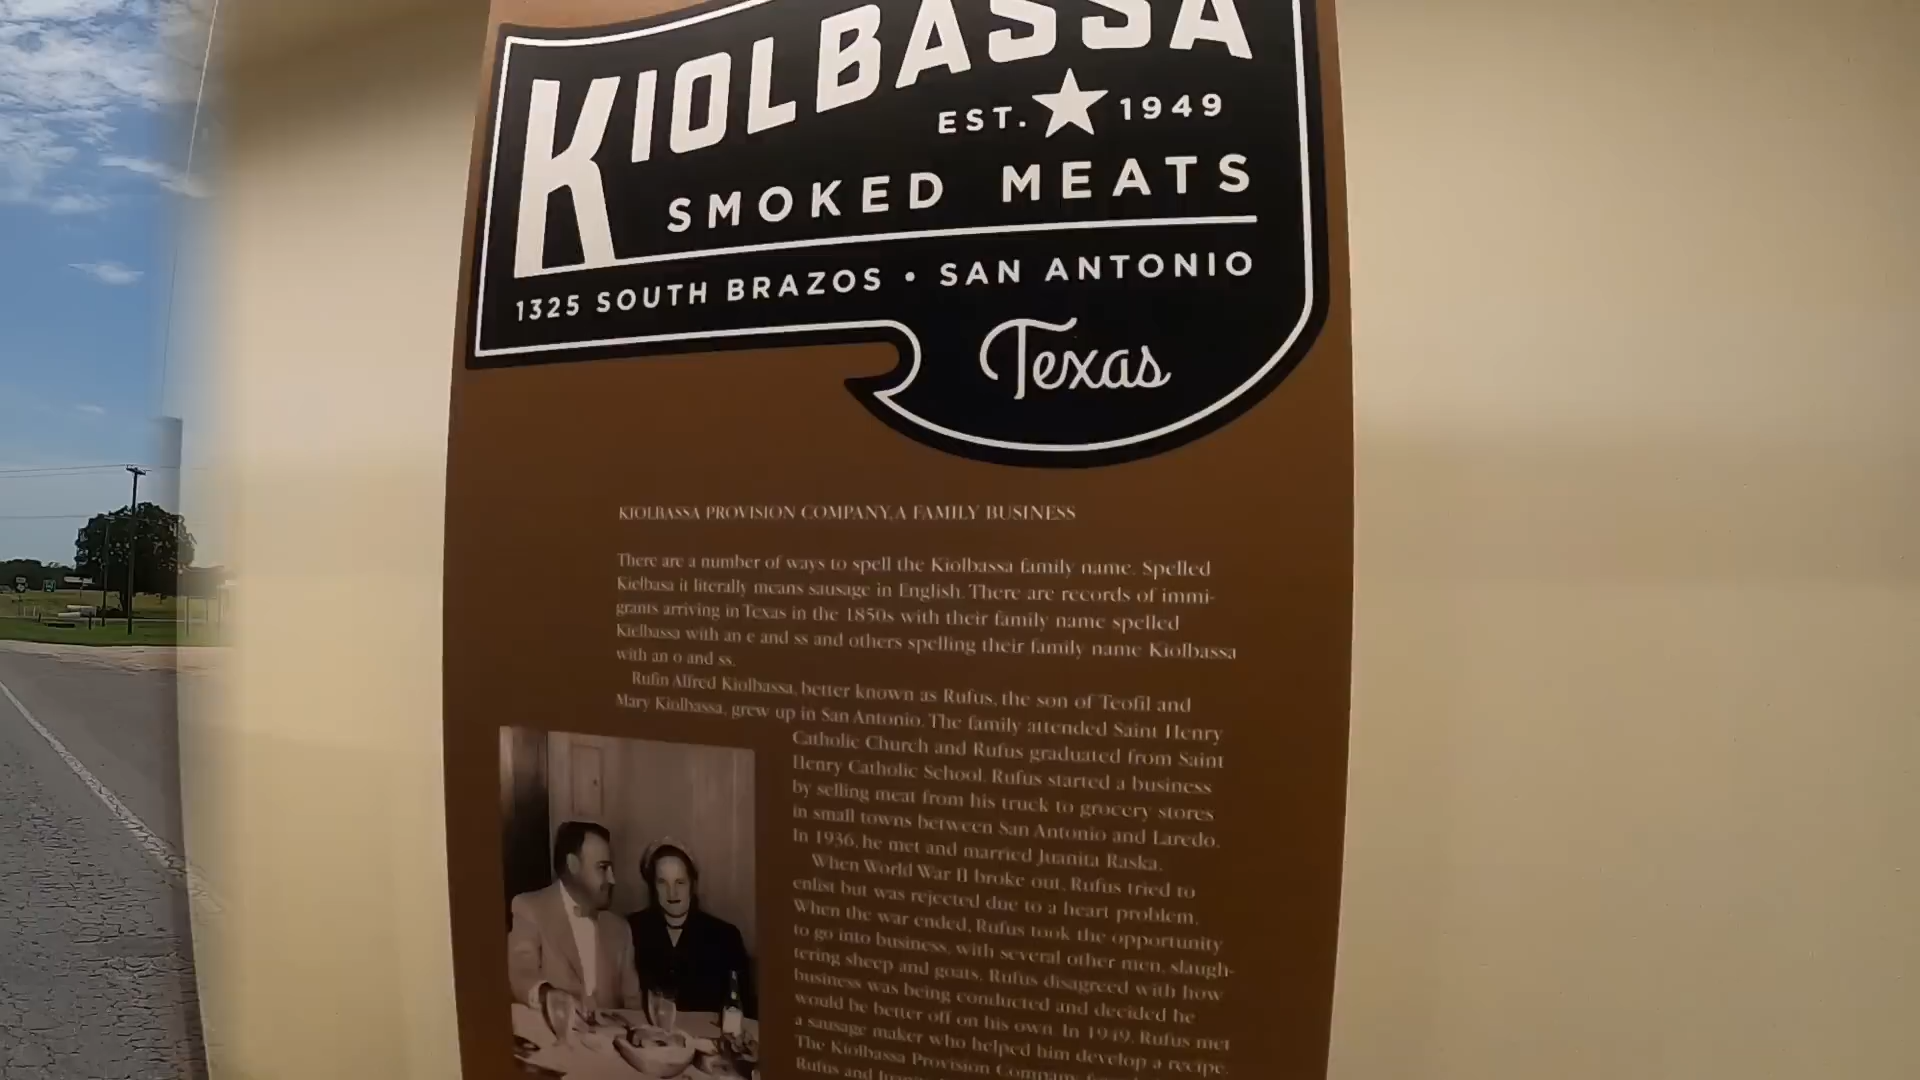 KIOLBASSA
EST. 1949
SMOKED MEATS
1325 SOUTH BRAZOS • SAN ANTONIO
Texas
KIOLBASSA PROVISION COMPANY, A FAMILY BUSINESS
There are a number of ways to spell the Kiolbassa family name. Spelled
Kielbasa it literally means sausage in English. There are records of immi-
grants arriving in Texas in the 1850s with their family name spelled
Kielbassa with an e and ss and others spelling their family name Kiolbassa
with an o and ss.
Rufin Alfred Kiolbassa, better known as Rufus, the son of Teofil and
Mary Kiolbassa, grew up in San Antonio. The family attended Saint Henry
Catholic Church and Rufus graduated from Saint
Henry Catholic School. Rufus started a business
by selling meat from his truck to grocery stores
in small towns between San Antonio and Laredo.
In 1936, he met and married Juanita Raska.
When World War II broke out, Rufus tried to
enlist but was rejected due to a heart problem.
When the war ended, Rufus took the opportunity
to go into business, with several other men, slaugh-
tering sheep and goats. Rufus disagreed with how
business was being conducted and decided he
would be better off on his own. In 1949, Rufus met
a sausage maker who helped him develop a recipe.
The Kiolbassa Provision Company
Rufus and